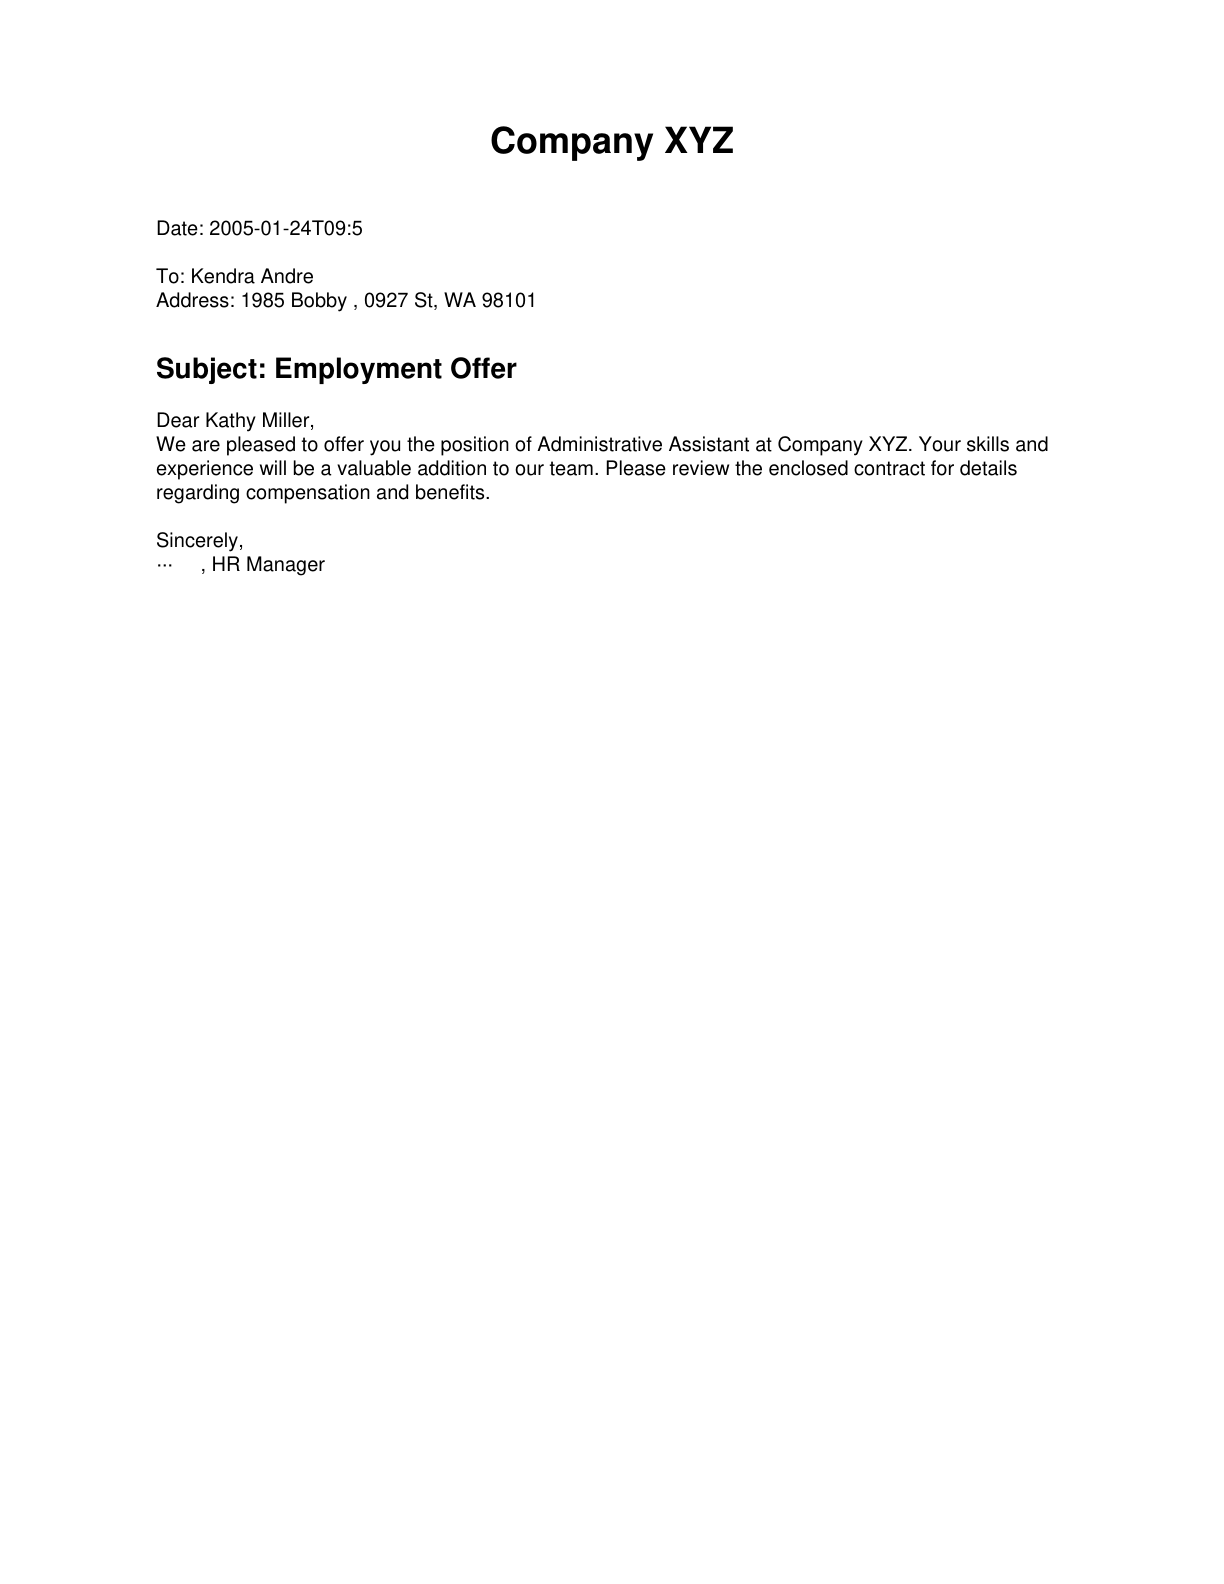 Company XYZ
Date: 2005-01-24T09:5
To: Kendra Andre
Address: 1985 Bobby , 0927 St, WA 98101
Subject: Employment Offer
Dear Kathy Miller,
We are pleased to offer you the position of Administrative Assistant at Company XYZ. Your skills and
experience will be a valuable addition to our team. Please review the enclosed contract for details
regarding compensation and benefits.
Sincerely,
··· , HR Manager